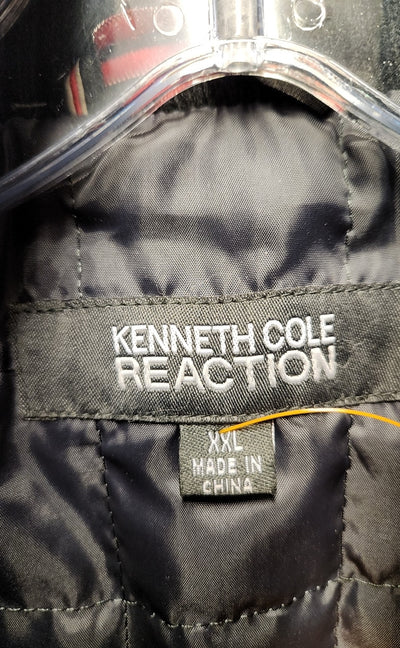 KENNETH COLE
REACTION
XXL
MADE IN
CHINA